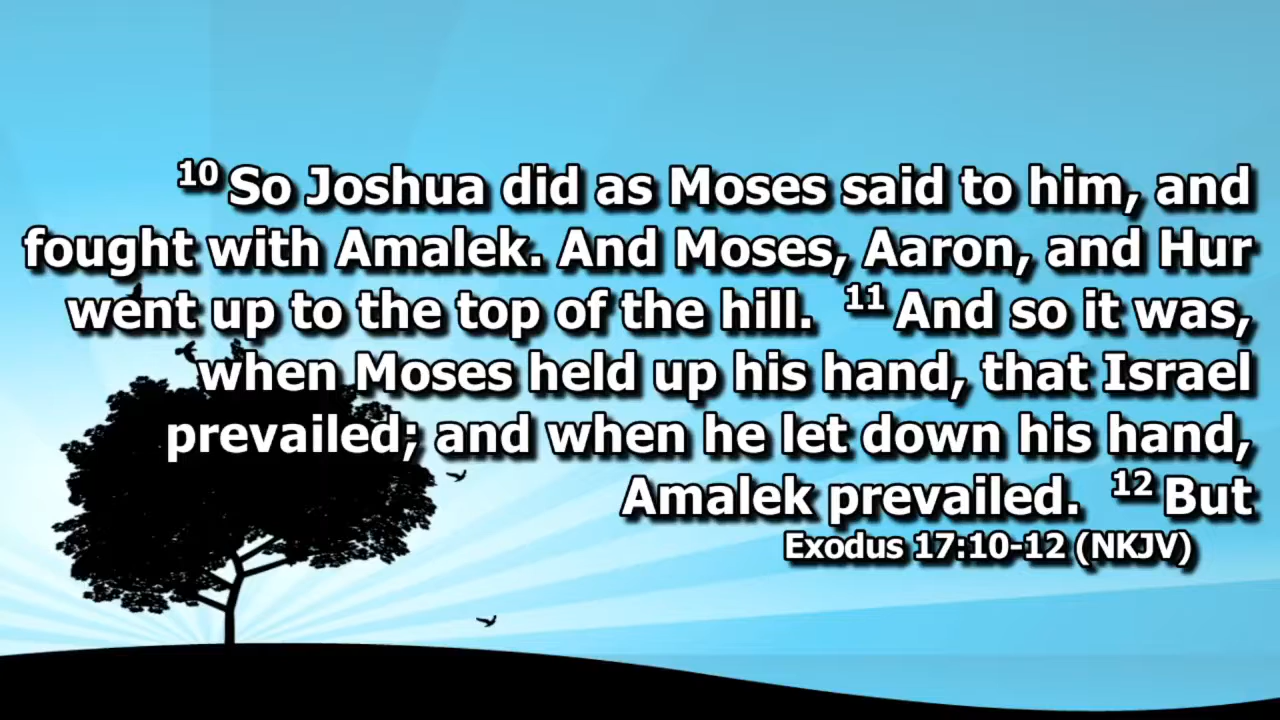 10 So Joshua did as Moses said to him, and
fought with Amalek. And Moses, Aaron, and Hur
went up to the top of the hill. 11 And so it was,
when Moses held up his hand, that Israel
prevailed; and when he let down his hand,
Amalek prevailed. 12 But
Exodus 17:10-12 (NKJV)